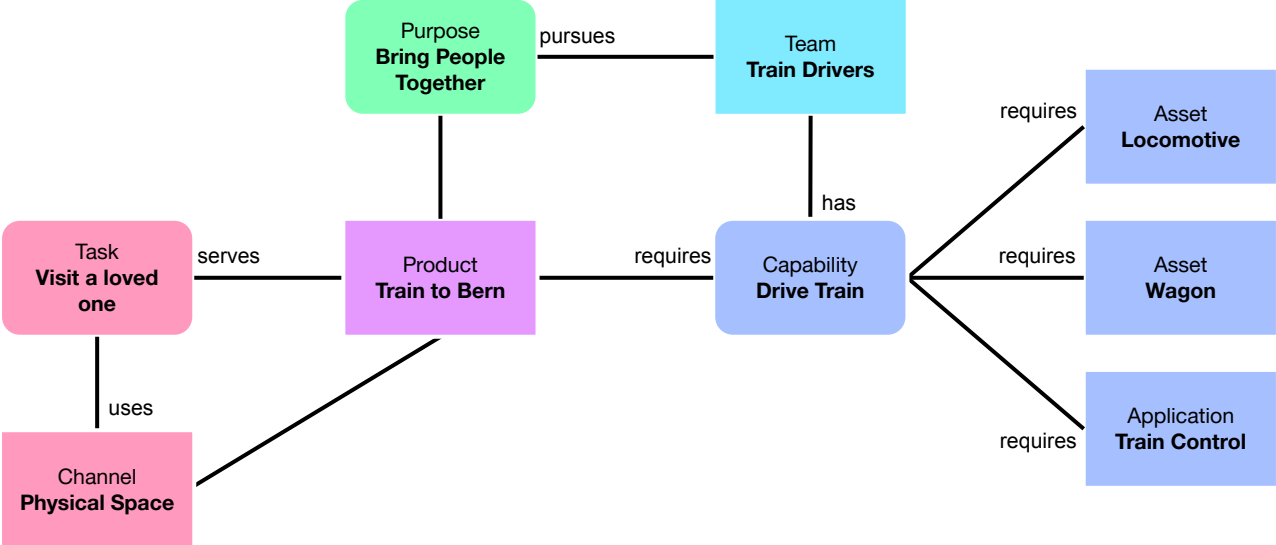 Purpose
Bring People
Together
pursues
Team
Train Drivers
requires
Asset
Locomotive
has
Task
Visit a loved
one
serves
Product
Train to Bern
requires
Capability
Drive Train
requires
Asset
Wagon
uses
Channel
Physical Space
requires
Application
Train Control